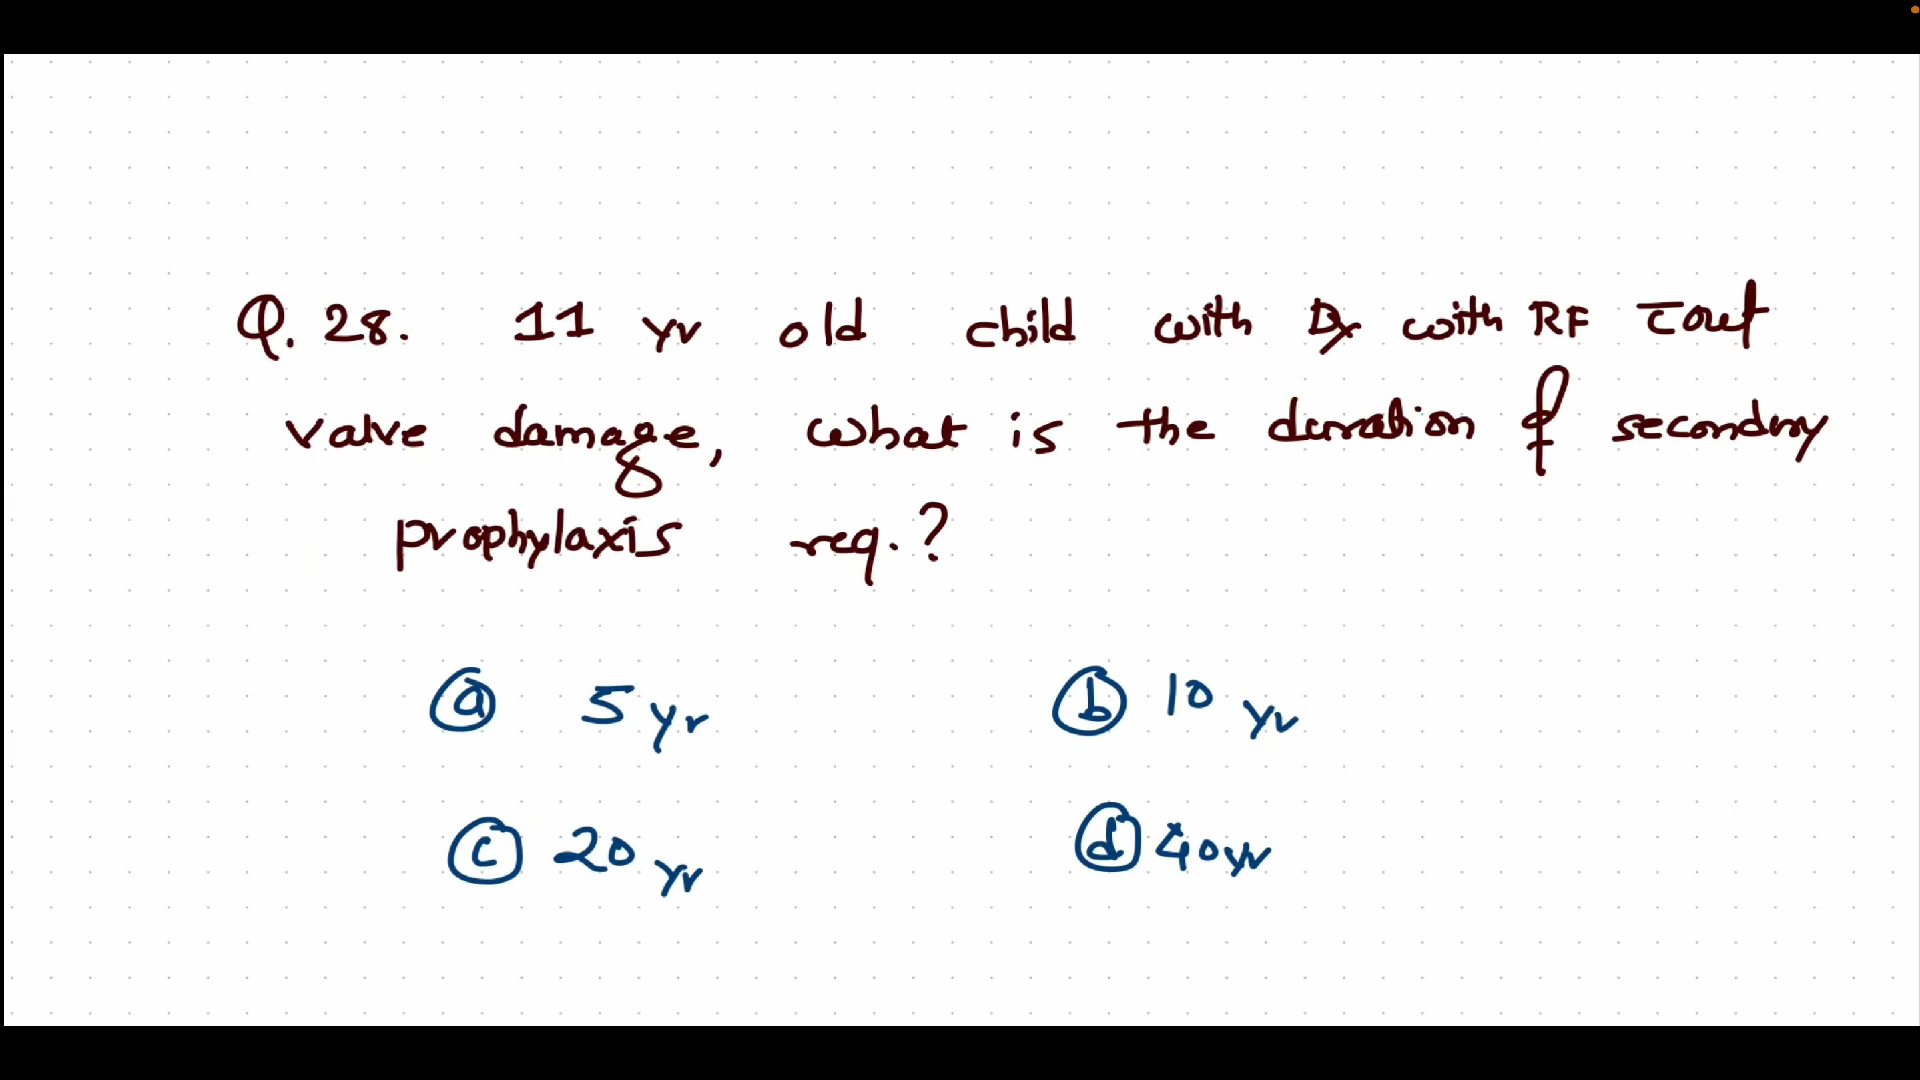 Q. 28. 11 yr old child with Dx with RF c̄out
valve damage, what is the duration of secondary
prophylaxis req.?
ⓐ 5 yr ⓑ 10 yr
ⓒ 20 yr ⓓ 40 yr